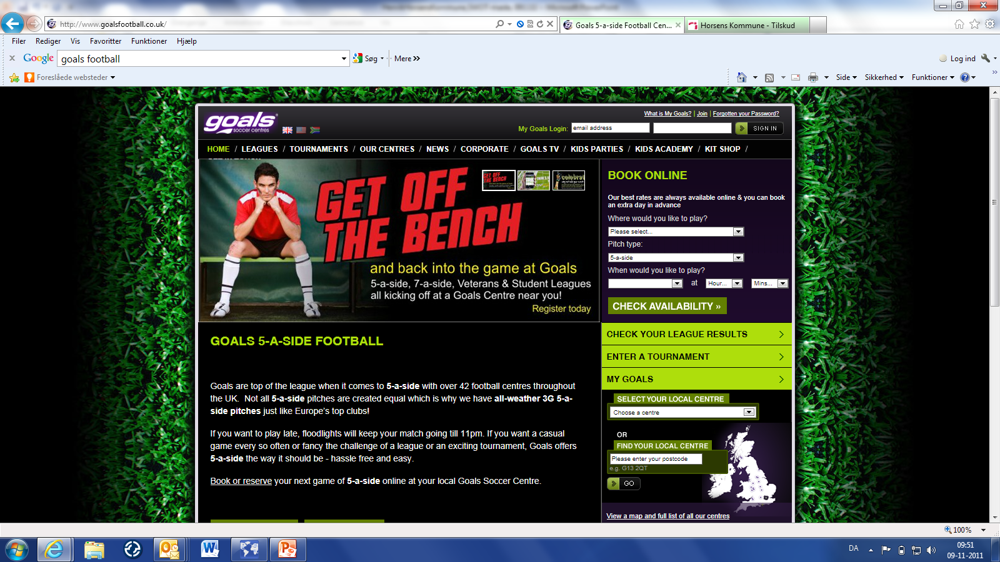 http://www.goalsfootball.co.uk/
Goals 5-a-side Football Cen...
Horsens Kommune - Tilskud
Filer Rediger Vis Favoritter Funktioner Hjælp
x Google goals football Søg Mere »
Log ind
Foreslåede websteder
Side Sikkerhed Funktioner
goals
soccer centres
What is My Goals? | Join | Forgotten your Password?
My Goals Login: email address SIGN IN
HOME / LEAGUES / TOURNAMENTS / OUR CENTRES / NEWS / CORPORATE / GOALS TV / KIDS PARTIES / KIDS ACADEMY / KIT SHOP /
GET OFF
THE BENCH
and back into the game at Goals
5-a-side, 7-a-side, Veterans & Student Leagues
all kicking off at a Goals Centre near you!
Register today
GET OFF
THE BENCH
celebrat
BOOK ONLINE
Our best rates are always available online & you can book
an extra day in advance
Where would you like to play?
Please select...
Pitch type:
5-a-side
When would you like to play?
at Hour... Mins...
CHECK AVAILABILITY »
CHECK YOUR LEAGUE RESULTS
ENTER A TOURNAMENT
MY GOALS
SELECT YOUR LOCAL CENTRE
Choose a centre
OR
FIND YOUR LOCAL CENTRE
Please enter your postcode
e.g. G13 2QT
GO
View a map and full list of all our centres
GOALS 5-A-SIDE FOOTBALL
Goals are top of the league when it comes to 5-a-side with over 42 football centres throughout
the UK. Not all 5-a-side pitches are created equal which is why we have all-weather 3G 5-a-
side pitches just like Europe's top clubs!
If you want to play late, floodlights will keep your match going till 11pm. If you want a casual
game every so often or fancy the challenge of a league or an exciting tournament, Goals offers
5-a-side the way it should be - hassle free and easy.
Book or reserve your next game of 5-a-side online at your local Goals Soccer Centre.
100%
DA
09:51
09-11-2011